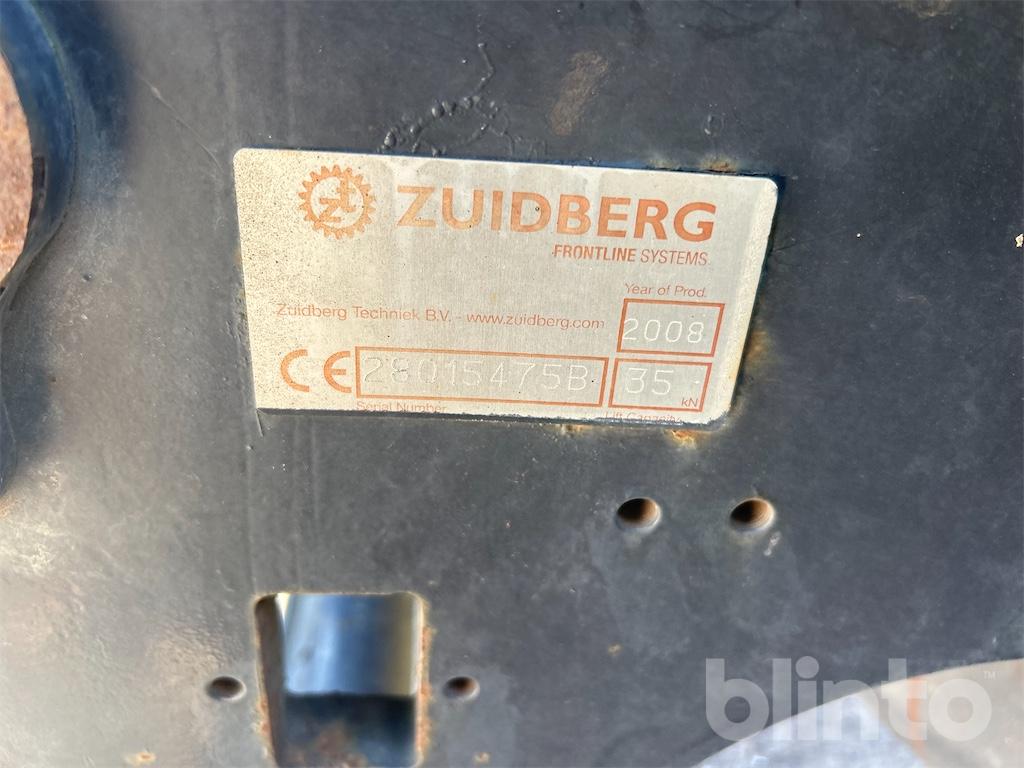 ZUIDBERG
FRONTLINE SYSTEMS
Year of Prod.
Zuidberg Techniek B.V. - www.zuidberg.com
2008
CE 28015475B 35 kN
Serial Number Lift Capacity
blinto™